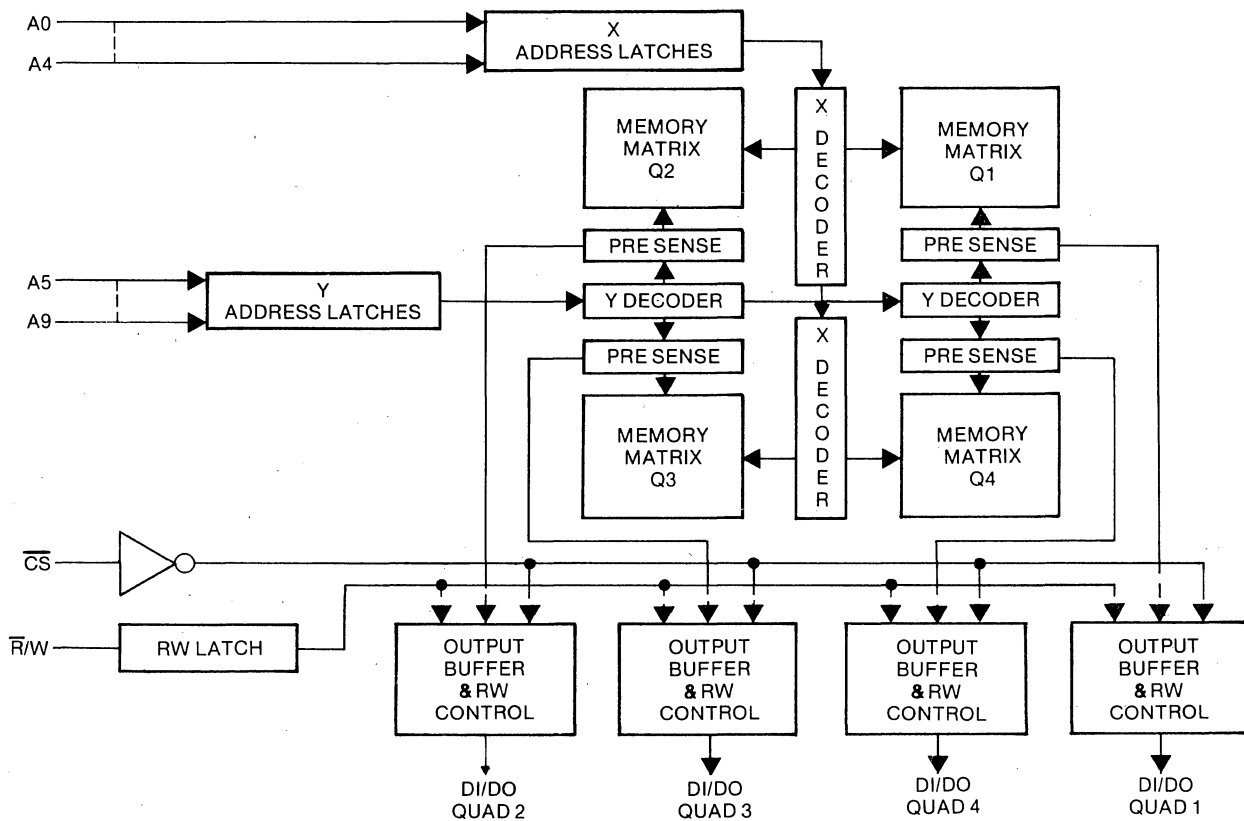 A0
A4
X
ADDRESS LATCHES
MEMORY
MATRIX
Q2
X
D
E
C
O
D
E
R
MEMORY
MATRIX
Q1
PRE SENSE
PRE SENSE
A5
A9
Y
ADDRESS LATCHES
Y DECODER
Y DECODER
PRE SENSE
PRE SENSE
X
D
E
C
O
D
E
R
MEMORY
MATRIX
Q3
MEMORY
MATRIX
Q4
C̅S̅
R̅/W
RW LATCH
OUTPUT
BUFFER
& RW
CONTROL
OUTPUT
BUFFER
& RW
CONTROL
OUTPUT
BUFFER
& RW
CONTROL
OUTPUT
BUFFER
& RW
CONTROL
DI/DO
QUAD 2
DI/DO
QUAD 3
DI/DO
QUAD 4
DI/DO
QUAD 1